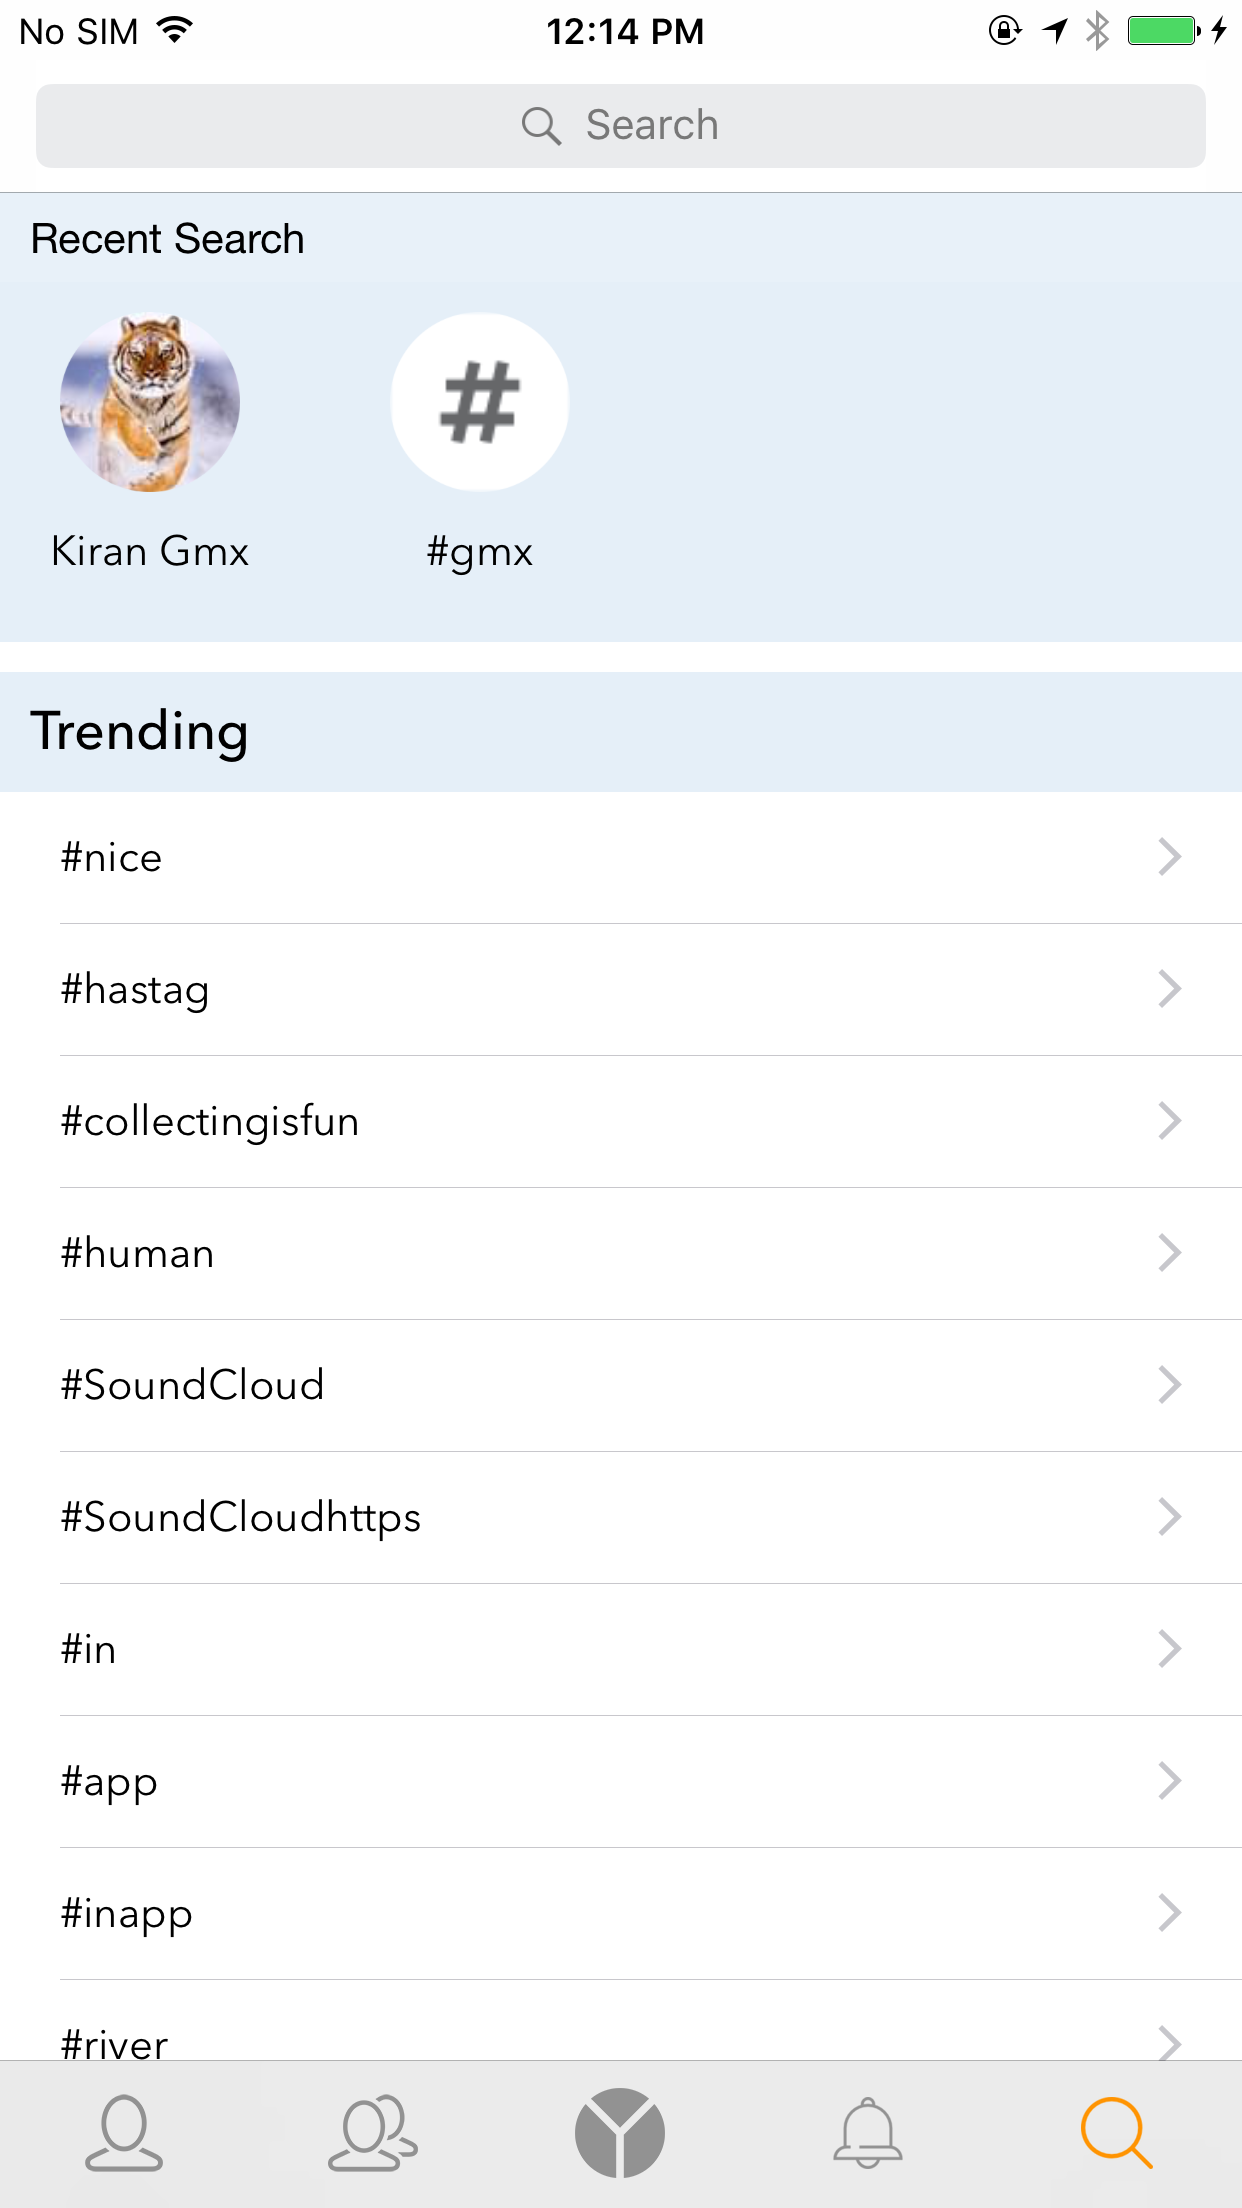 No SIM 12:14 PM
Search
Recent Search
Kiran Gmx #gmx
Trending
#nice
#hastag
#collectingisfun
#human
#SoundCloud
#SoundCloudhttps
#in
#app
#inapp
#river